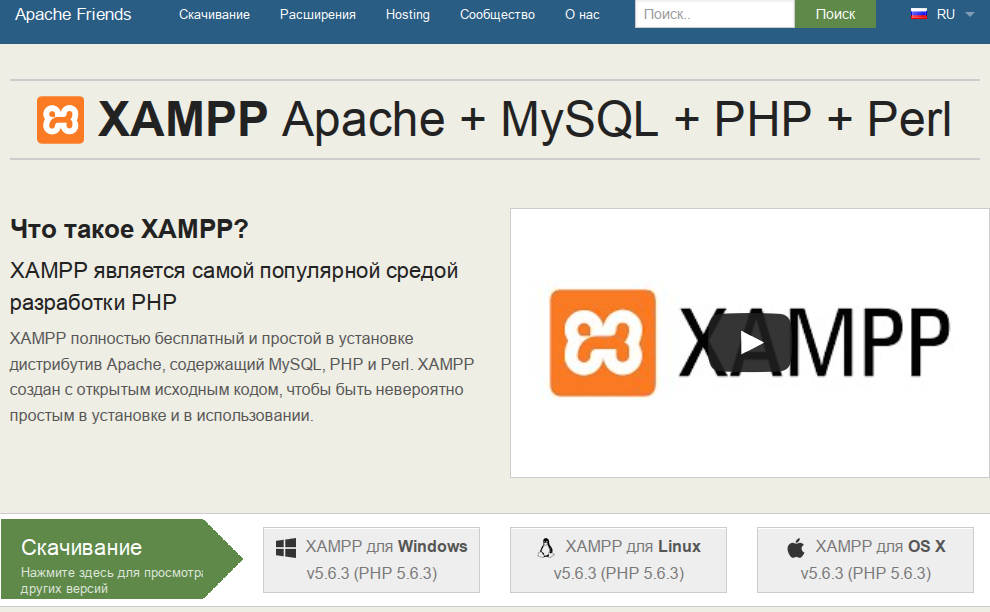 Apache Friends Скачивание Расширения Hosting Сообщество О нас Поиск.. Поиск RU
XAMPP Apache + MySQL + PHP + Perl
Что такое XAMPP?
XAMPP является самой популярной средой
разработки PHP
XAMPP полностью бесплатный и простой в установке
дистрибутив Apache, содержащий MySQL, PHP и Perl. XAMPP
создан с открытым исходным кодом, чтобы быть невероятно
простым в установке и в использовании.
XAMPP
Скачивание
Нажмите здесь для просмотра
других версий
XAMPP для Windows
v5.6.3 (PHP 5.6.3)
XAMPP для Linux
v5.6.3 (PHP 5.6.3)
XAMPP для OS X
v5.6.3 (PHP 5.6.3)